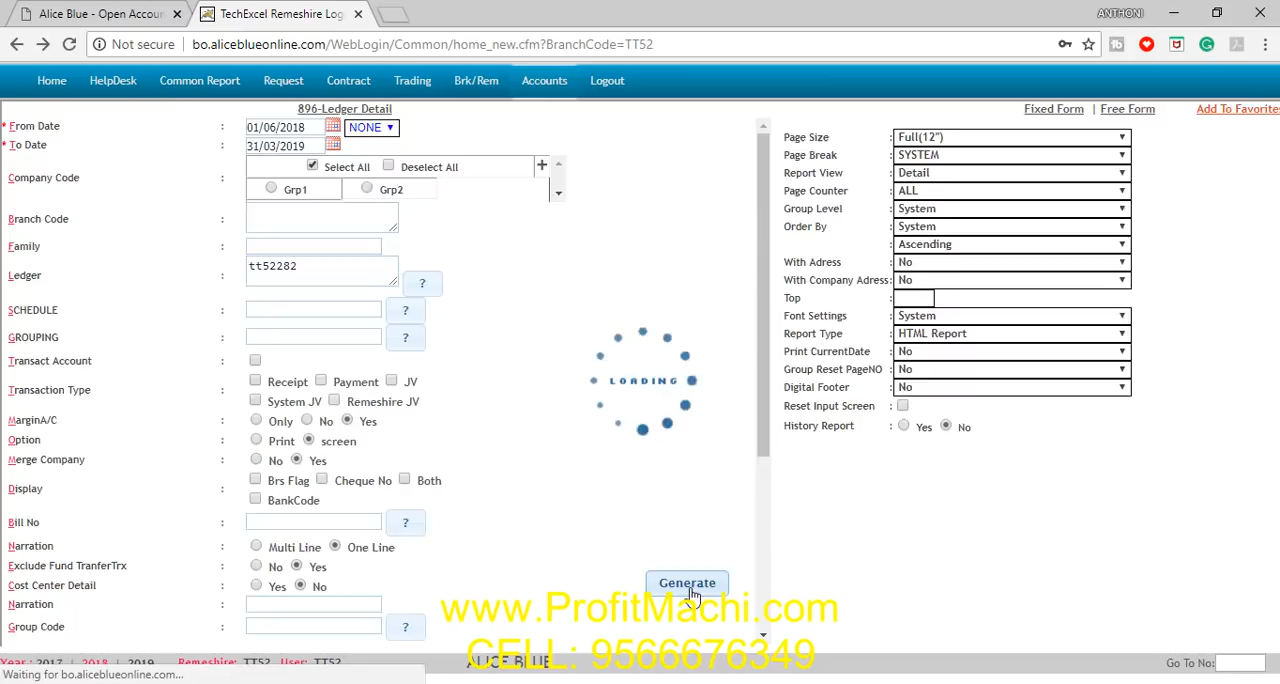 Alice Blue - Open Accoun
TechExcel Remeshire Log
ANTHONI
Not secure
bo.aliceblueonline.com/WebLogin/Common/home_new.cfm?BranchCode=TT52
Home HelpDesk Common Report Request Contract Trading Brk/Rem Accounts Logout
896-Ledger Detail
Fixed Form | Free Form Add To Favorite
* From Date : 01/06/2018 NONE
* To Date : 31/03/2019
Company Code : Select All Deselect All +
Grp1 Grp2
Branch Code :
Family :
Ledger : tt52282 ?
SCHEDULE : ?
GROUPING : ?
Transact Account :
Transaction Type : Receipt Payment JV
System JV Remeshire JV
MarginA/C : Only No Yes
Option : Print screen
Merge Company : No Yes
Display : Brs Flag Cheque No Both
BankCode
Bill No : ?
Narration : Multi Line One Line
Exclude Fund TranferTrx : No Yes
Cost Center Detail : Yes No
Narration :
Group Code : ?
LOADING
Generate
Page Size : Full(12")
Page Break : SYSTEM
Report View : Detail
Page Counter : ALL
Group Level : System
Order By : System
: Ascending
With Adress : No
With Company Adress: No
Top :
Font Settings : System
Report Type : HTML Report
Print CurrentDate : No
Group Reset PageNO : No
Digital Footer : No
Reset Input Screen :
History Report : Yes No
www.ProfitMachi.com
CELL: 9566676349
Year : 2017 | 2018 | 2019 Remeshire: TT52 User: TT52 ALICE BLUE Go To No:
Waiting for bo.aliceblueonline.com...